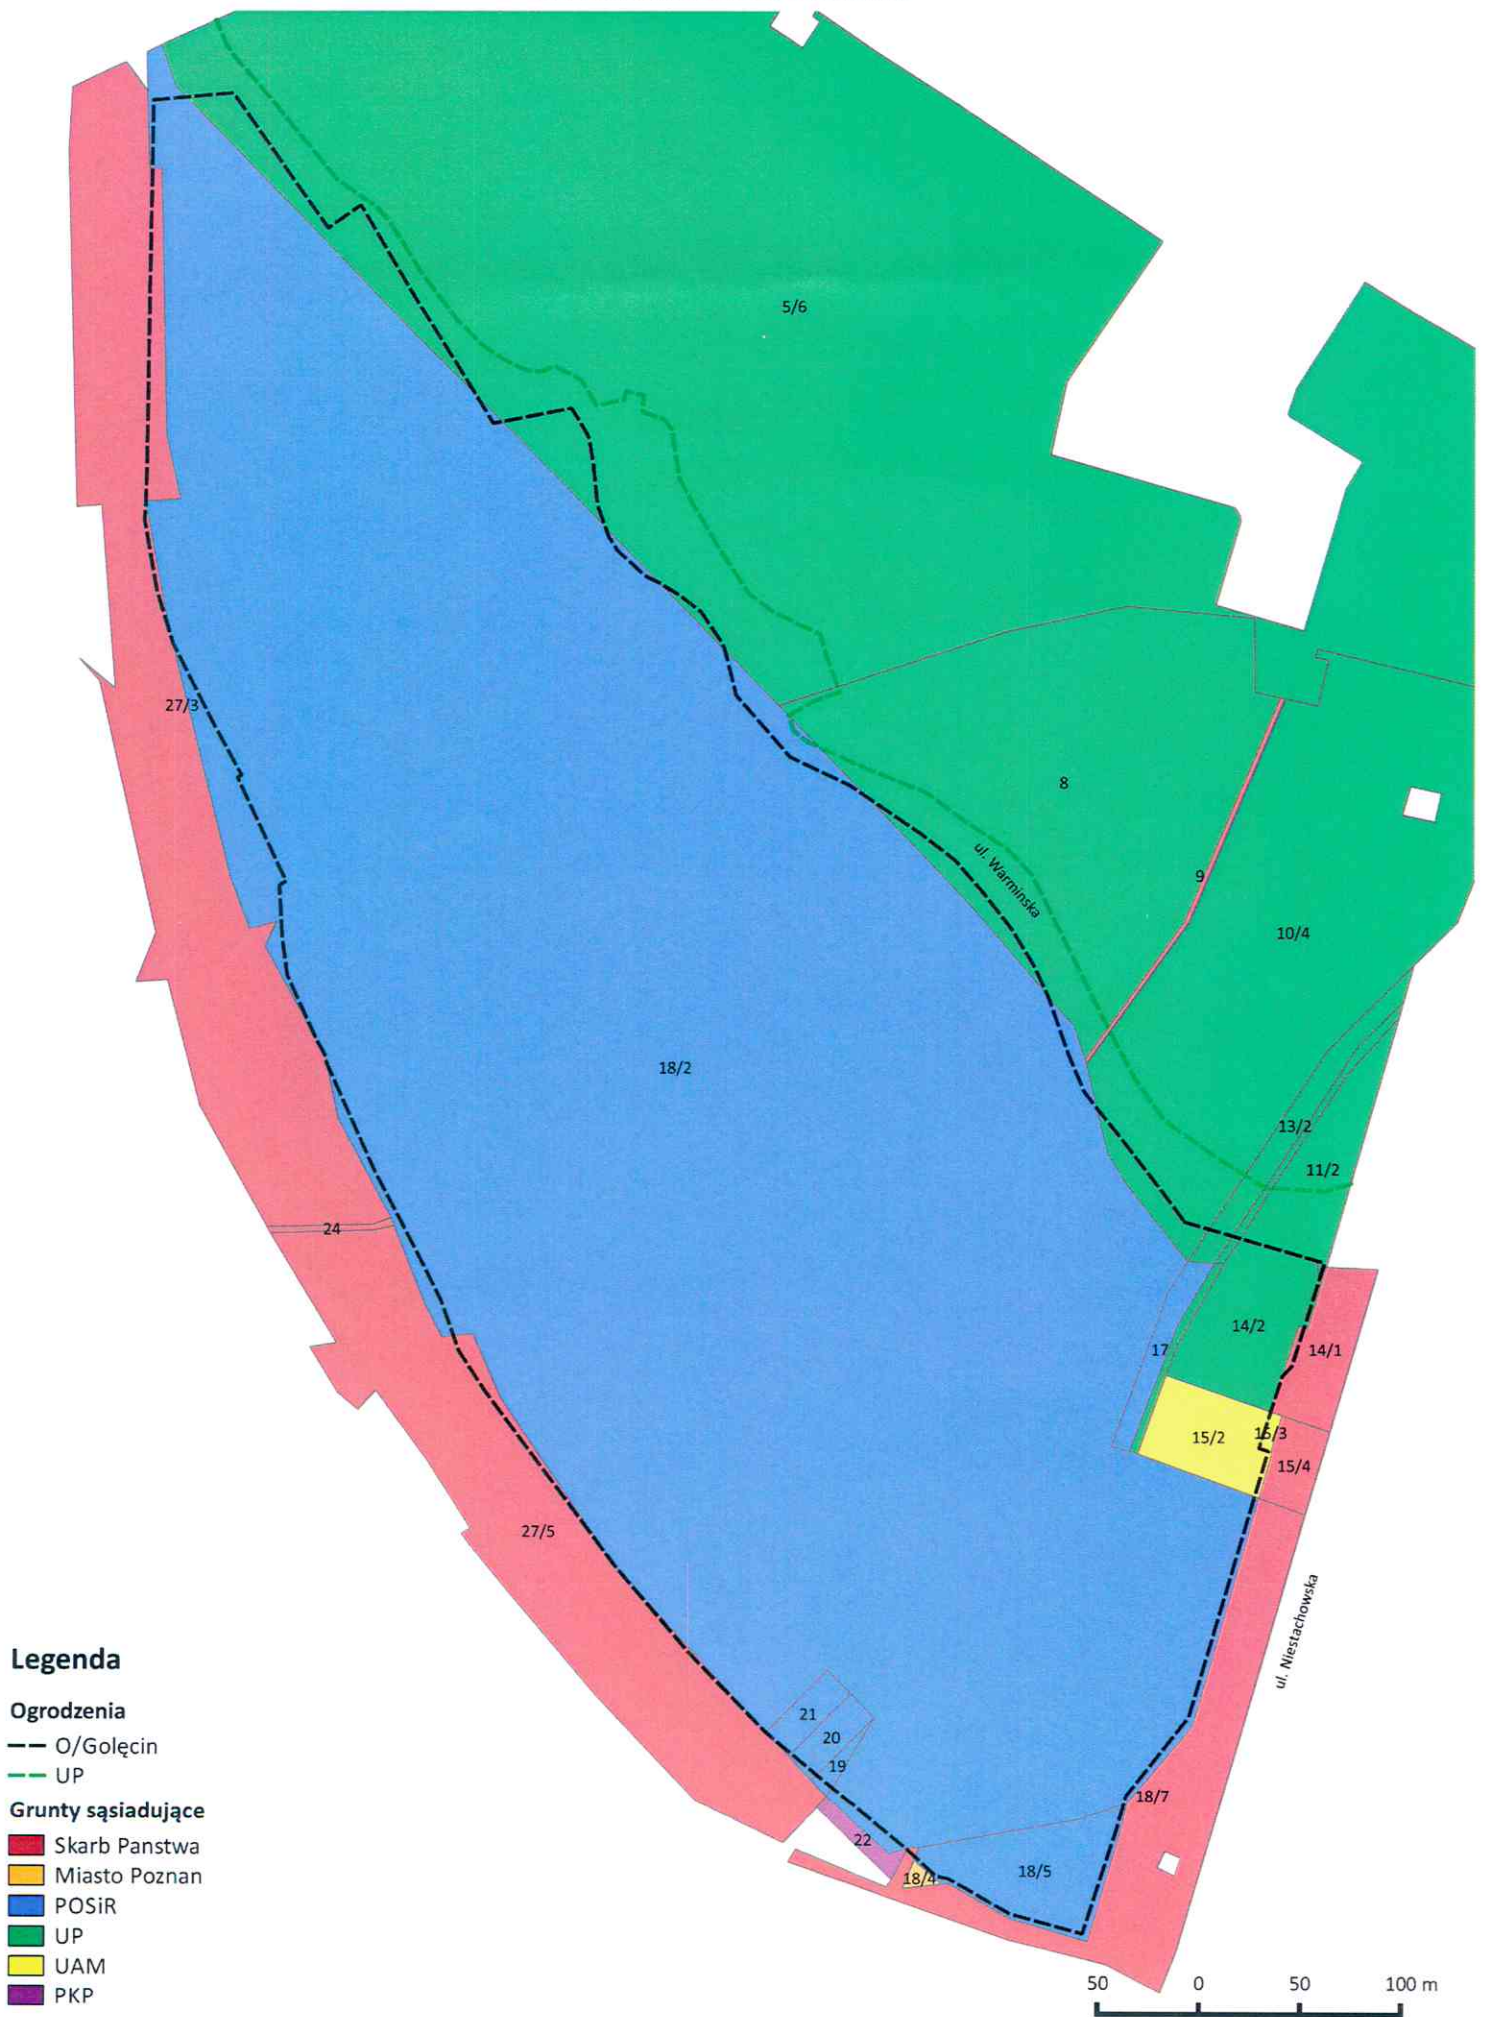 5/6
27/3
8
ul. Warmińska
9
10/4
18/2
13/2
11/2
24
14/2
17
14/1
15/2
15/3
15/4
27/5
ul. Niestachowska
21
20
19
18/7
22
18/5
18/4
Legenda
Ogrodzenia
O/Golęcin
UP
Grunty sąsiadujące
Skarb Panstwa
Miasto Poznan
POSiR
UP
UAM
PKP
50 0 50 100 m